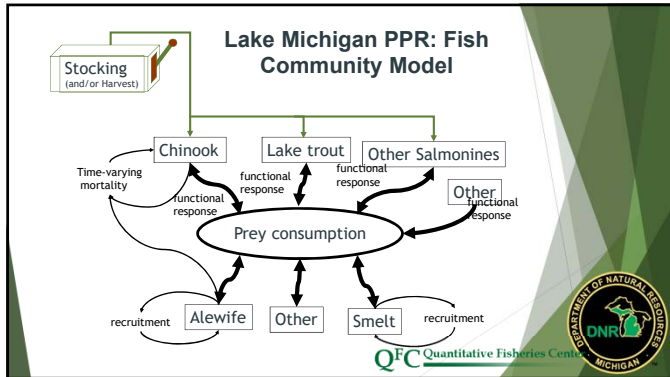 Lake Michigan PPR: Fish
Community Model
Stocking
(and/or Harvest)
Chinook
Lake trout
Other Salmonines
Time-varying
mortality
functional
response
functional
response
functional
response
Other
functional
response
Prey consumption
recruitment
Alewife
Other
Smelt
recruitment
QFC Quantitative Fisheries Center
DEPARTMENT OF NATURAL RESOURCES
DNR
MICHIGAN